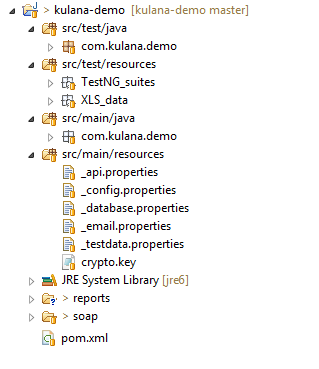 > kulana-demo [kulana-demo master]
src/test/java
com.kulana.demo
src/test/resources
TestNG_suites
XLS_data
src/main/java
com.kulana.demo
src/main/resources
_api.properties
_config.properties
_database.properties
_email.properties
_testdata.properties
crypto.key
JRE System Library [jre6]
> reports
> soap
pom.xml